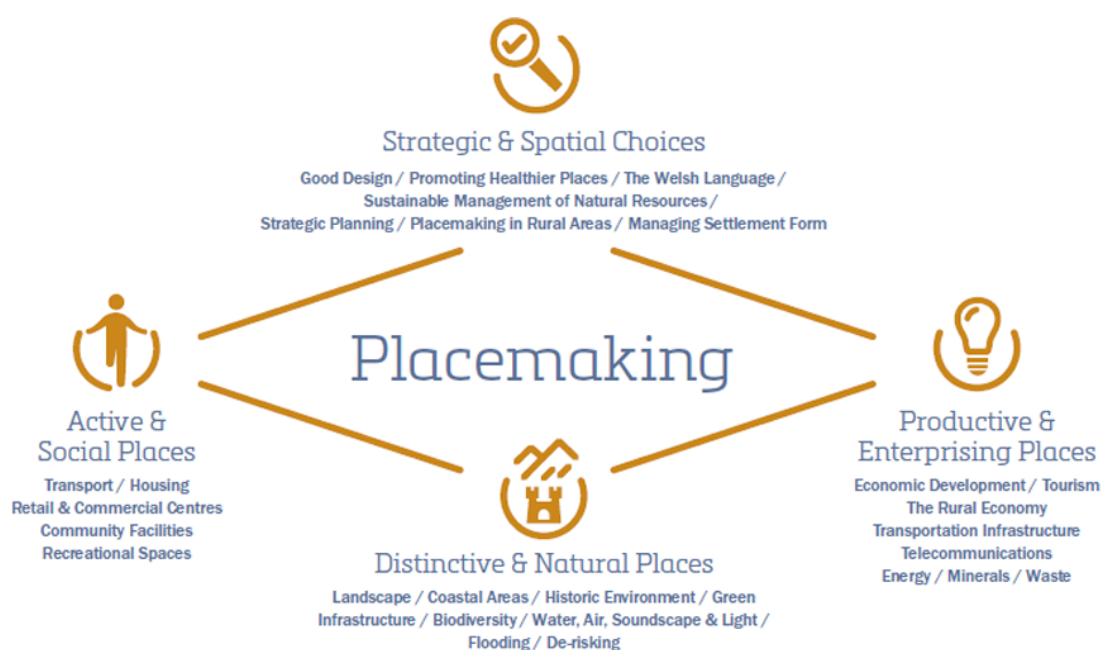 Strategic & Spatial Choices
Good Design / Promoting Healthier Places / The Welsh Language /
Sustainable Management of Natural Resources /
Strategic Planning / Placemaking in Rural Areas / Managing Settlement Form
Placemaking
Active &
Social Places
Transport / Housing
Retail & Commercial Centres
Community Facilities
Recreational Spaces
Productive &
Enterprising Places
Economic Development / Tourism
The Rural Economy
Transportation Infrastructure
Telecommunications
Energy / Minerals / Waste
Distinctive & Natural Places
Landscape / Coastal Areas / Historic Environment / Green
Infrastructure / Biodiversity / Water, Air, Soundscape & Light /
Flooding / De-risking